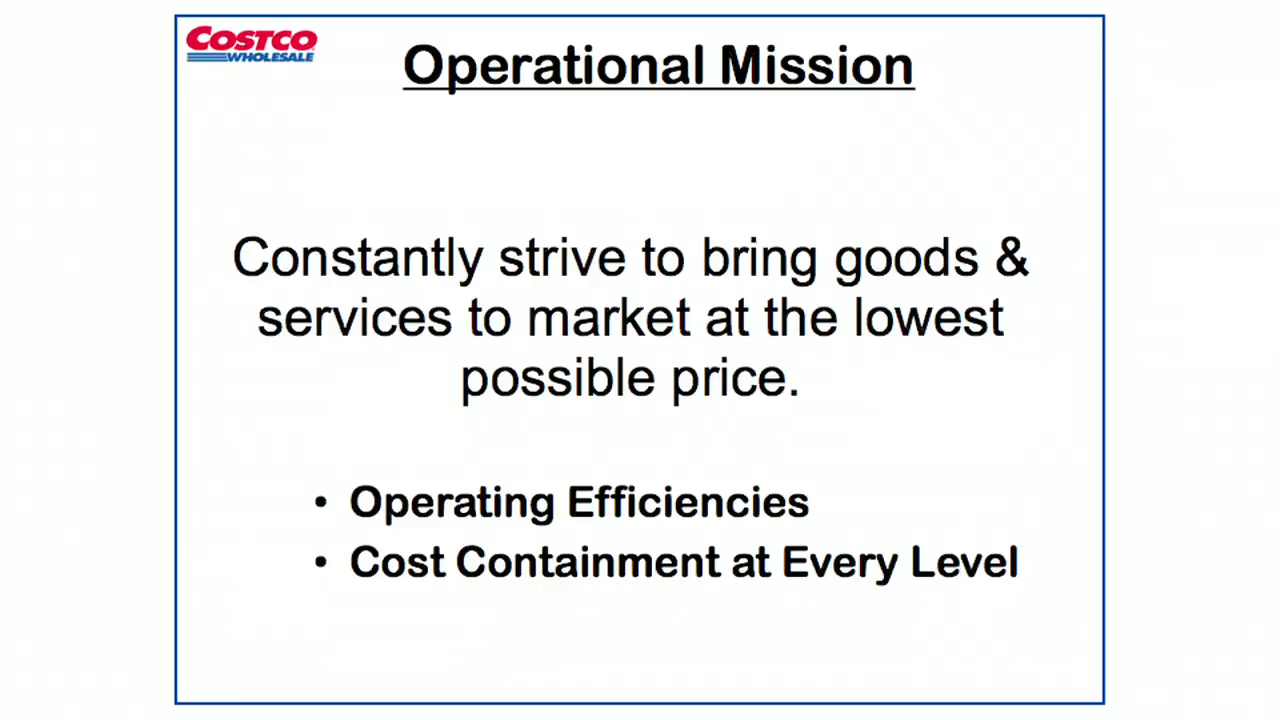 COSTCO
WHOLESALE
Operational Mission
Constantly strive to bring goods &
services to market at the lowest
possible price.
• Operating Efficiencies
• Cost Containment at Every Level